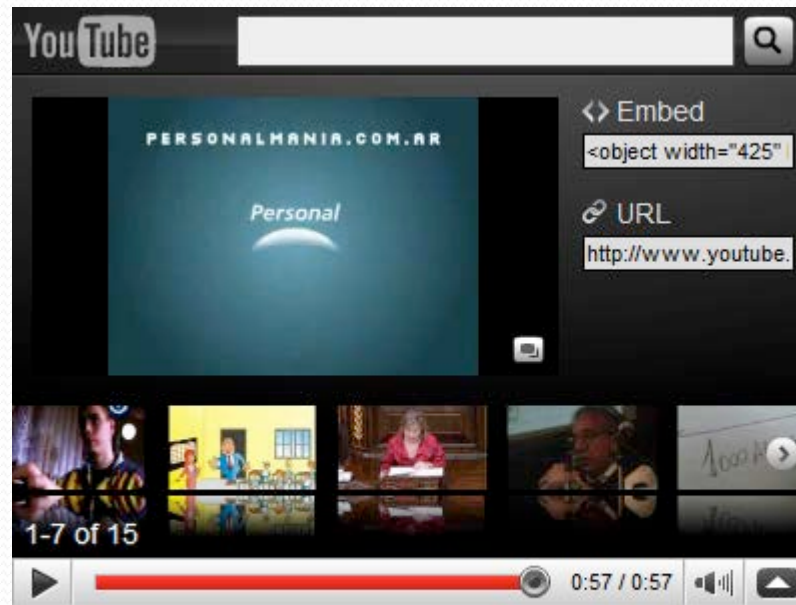 YouTube
PERSONALMANIA.COM.AR
Personal
Embed
<object width="425"
URL
http://www.youtube.
1000
1-7 of 15
0:57 / 0:57